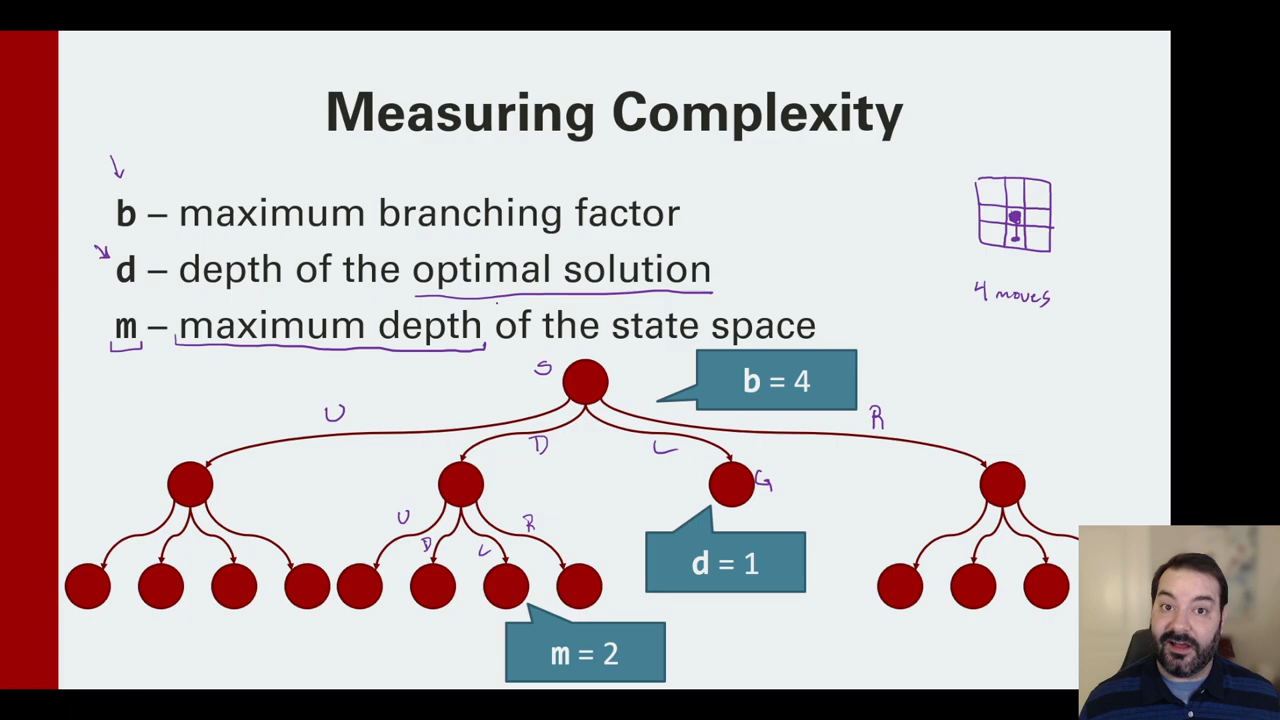 Measuring Complexity
b – maximum branching factor
d – depth of the optimal solution
4 moves
m – maximum depth of the state space
S
b = 4
U
D
L
R
G
U
D
L
R
d = 1
m = 2